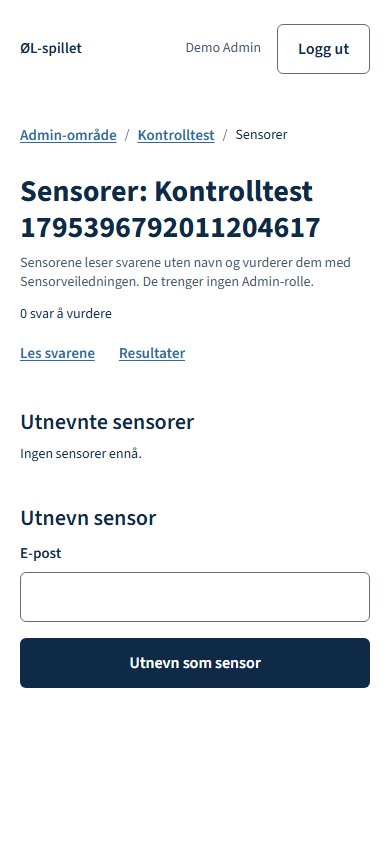 ØL-spillet Demo Admin Logg ut
Admin-område / Kontrolltest / Sensorer
Sensorer: Kontrolltest
1795396792011204617
Sensorene leser svarene uten navn og vurderer dem med
Sensorveiledningen. De trenger ingen Admin-rolle.
0 svar å vurdere
Les svarene Resultater
Utnevnte sensorer
Ingen sensorer ennå.
Utnevn sensor
E-post
Utnevn som sensor